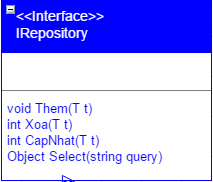 <<Interface>>
IRepository
void Them(T t)
int Xoa(T t)
int CapNhat(T t)
Object Select(string query)